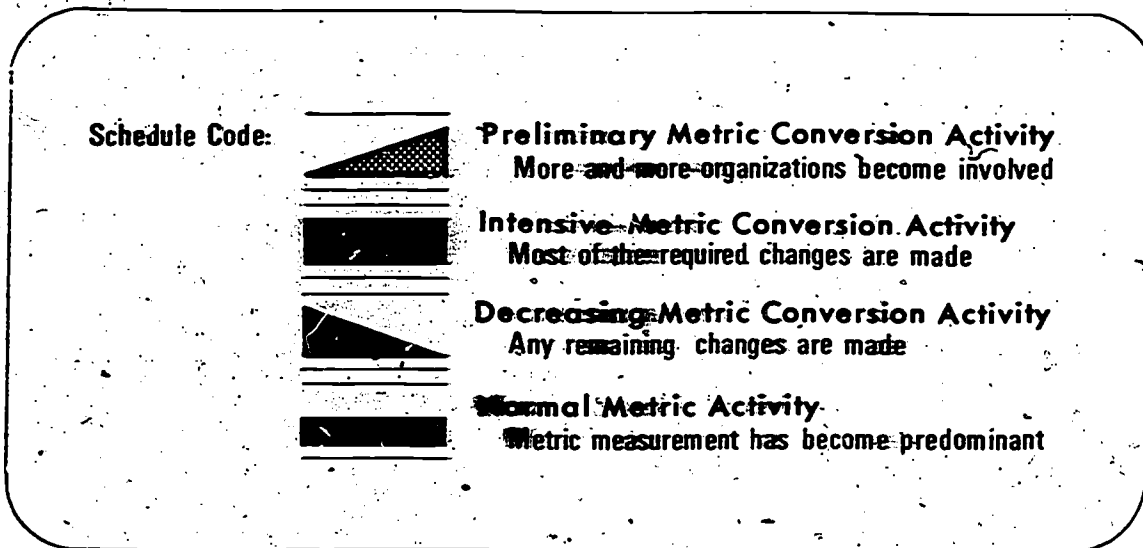 Schedule Code:
Preliminary Metric Conversion Activity
More and more organizations become involved
Intensive Metric Conversion Activity
Most of the required changes are made
Decreasing Metric Conversion Activity
Any remaining changes are made
Normal Metric Activity
Metric measurement has become predominant